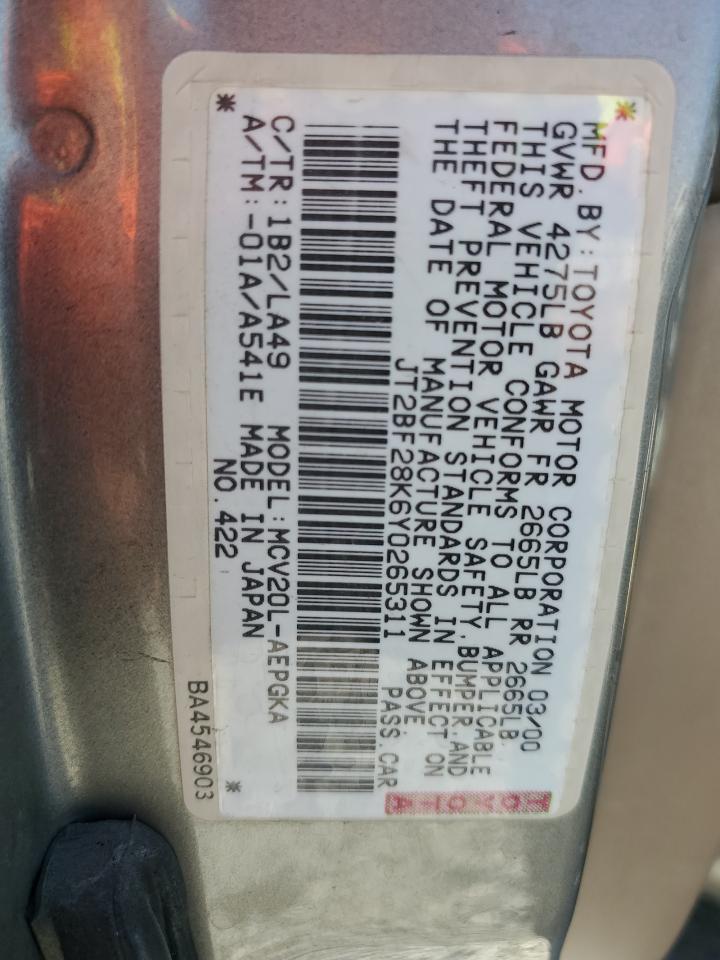 MFD. BY: TOYOTA MOTOR CORPORATION 03/00
GVWR 4275LB GAWR FR 2665LB RR 2665LB
THIS VEHICLE CONFORMS TO ALL APPLICABLE
FEDERAL MOTOR VEHICLE SAFETY, BUMPER, AND
THEFT PREVENTION STANDARDS IN EFFECT ON
THE DATE OF MANUFACTURE SHOWN ABOVE.
JT2BF28K6Y0265311 PASS. CAR
C/TR: 1B2/LA49 MODEL: MCV20L-AEPGKA
A/TM: -01A/A541E MADE IN JAPAN
NO. 422
BA4546903
TOYOTA